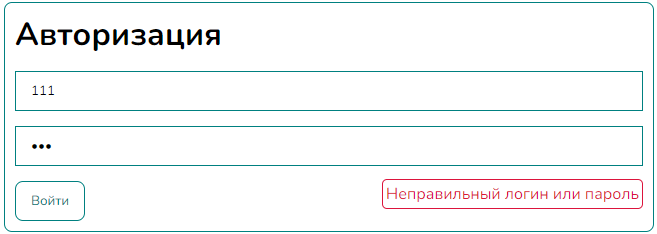 Авторизация
111
•••
Войти
Неправильный логин или пароль